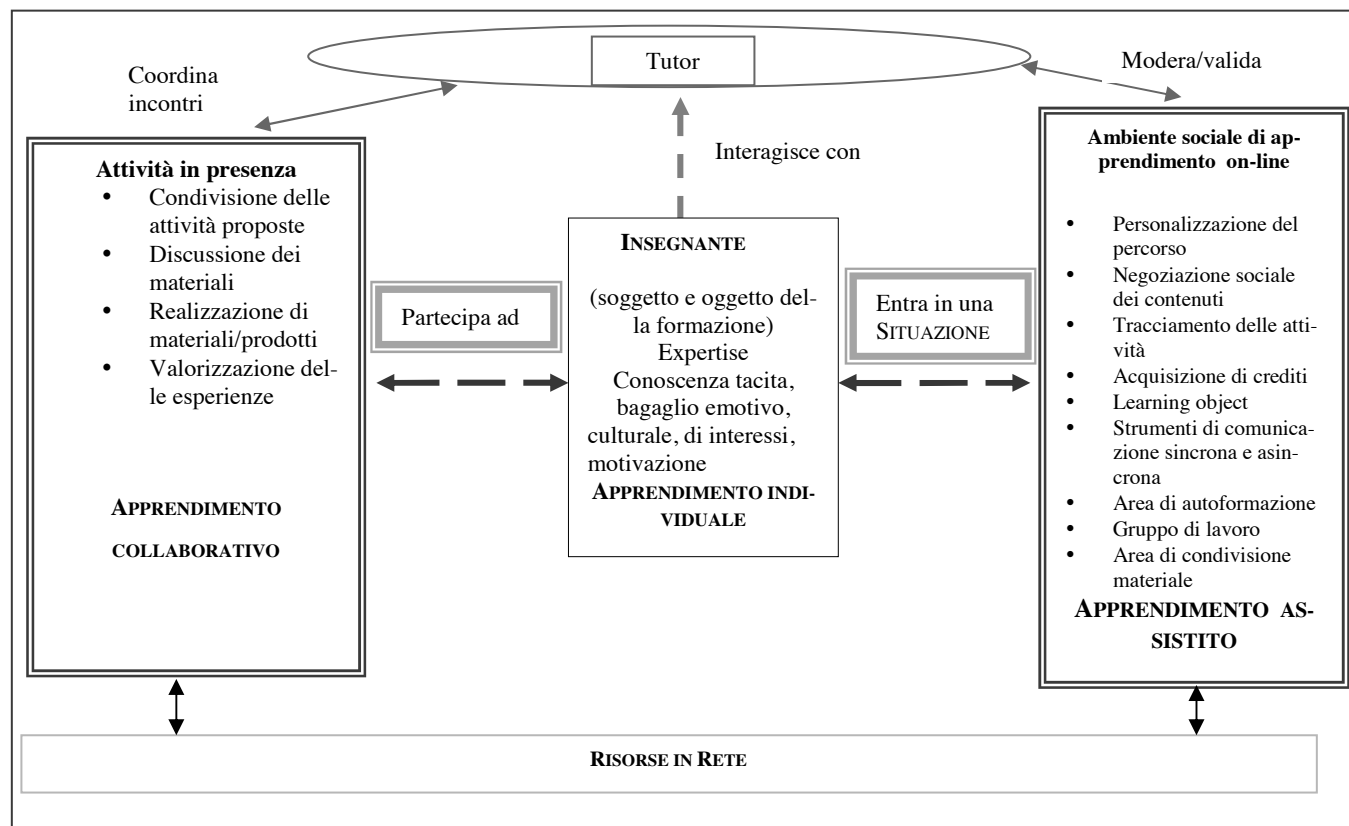 Tutor
Coordina
incontri
Modera/valida
Interagisce con
Attività in presenza
• Condivisione delle
attività proposte
• Discussione dei
materiali
• Realizzazione di
materiali/prodotti
• Valorizzazione del-
le esperienze
APPRENDIMENTO
COLLABORATIVO
Partecipa ad
INSEGNANTE
(soggetto e oggetto del-
la formazione)
Expertise
Conoscenza tacita,
bagaglio emotivo,
culturale, di interessi,
motivazione
APPRENDIMENTO INDI-
VIDUALE
Entra in una
SITUAZIONE
Ambiente sociale di ap-
prendimento on-line
• Personalizzazione del
percorso
• Negoziazione sociale
dei contenuti
• Tracciamento delle atti-
vità
• Acquisizione di crediti
• Learning object
• Strumenti di comunica-
zione sincrona e asin-
crona
• Area di autoformazione
• Gruppo di lavoro
• Area di condivisione
materiale
APPRENDIMENTO AS-
SISTITO
RISORSE IN RETE